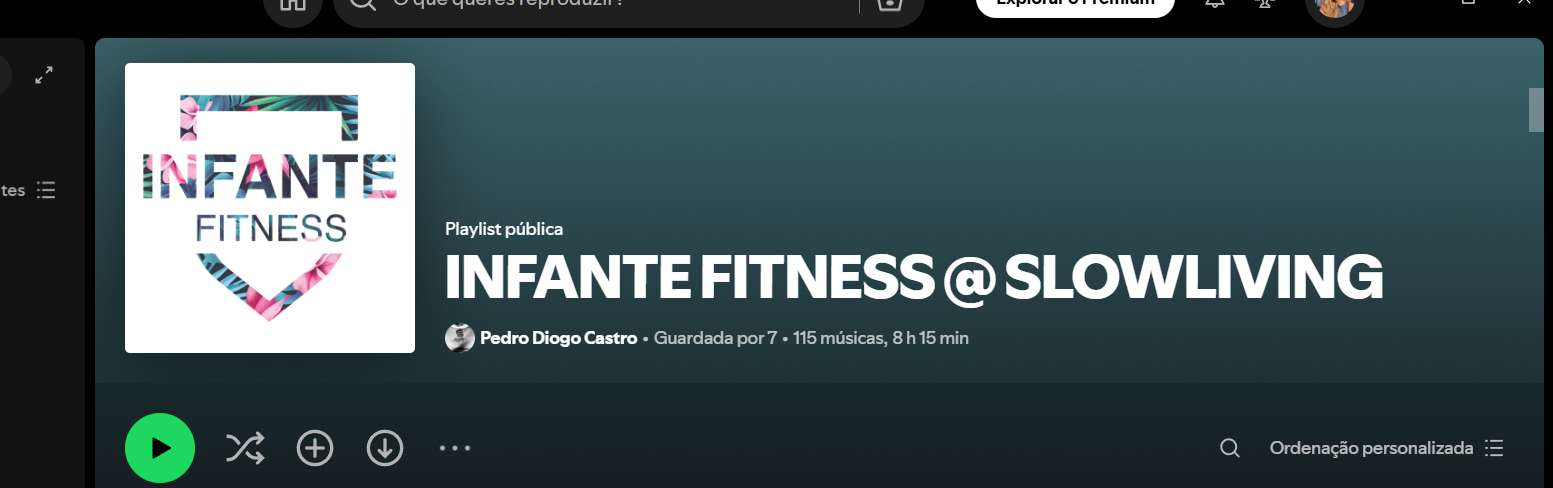 O que queres reproduzir?
Explorar o Premium
tes
INFANTE
FITNESS
Playlist pública
INFANTE FITNESS @ SLOWLIVING
Pedro Diogo Castro • Guardada por 7 • 115 músicas, 8 h 15 min
Ordenação personalizada